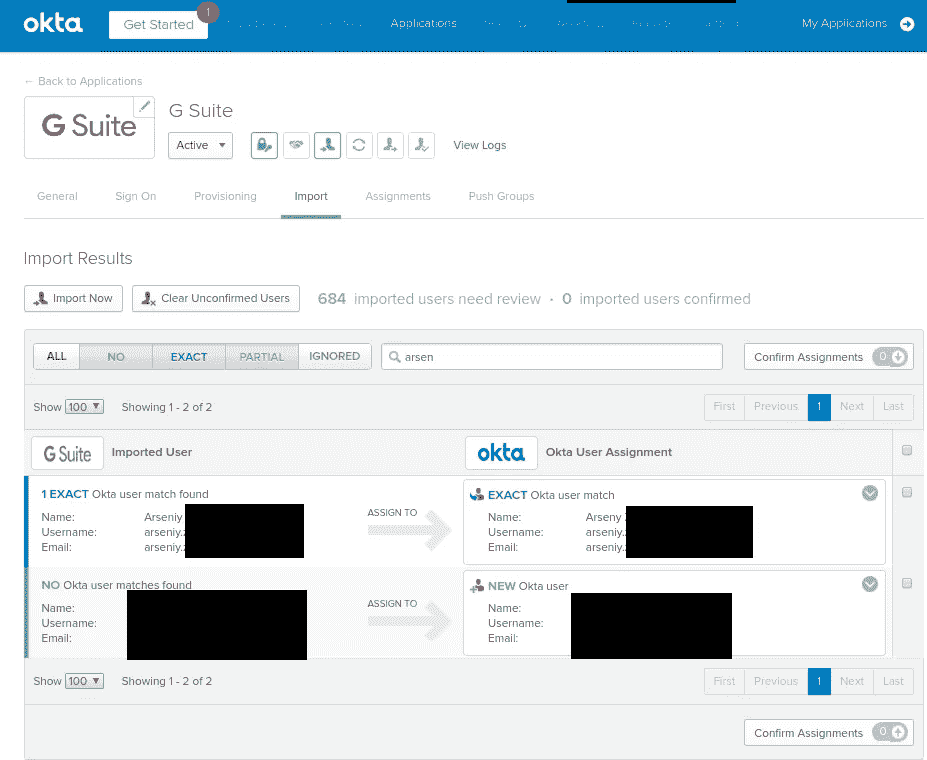 okta Get Started 1 Applications My Applications
← Back to Applications
G Suite
G Suite
Active View Logs
General Sign On Provisioning Import Assignments Push Groups
Import Results
Import Now Clear Unconfirmed Users 684 imported users need review • 0 imported users confirmed
ALL NO EXACT PARTIAL IGNORED arsen Confirm Assignments 0
Show 100 Showing 1 - 2 of 2 First Previous 1 Next Last
G Suite Imported User okta Okta User Assignment
1 EXACT Okta user match found ASSIGN TO EXACT Okta user match
Name: Arseniy Name: Arseny
Username: arseniy. Username: arseniy.
Email: arseniy. Email: arseniy.
NO Okta user matches found ASSIGN TO NEW Okta user
Name: Name:
Username: Username:
Email: Email:
Show 100 Showing 1 - 2 of 2 First Previous 1 Next Last
Confirm Assignments 0